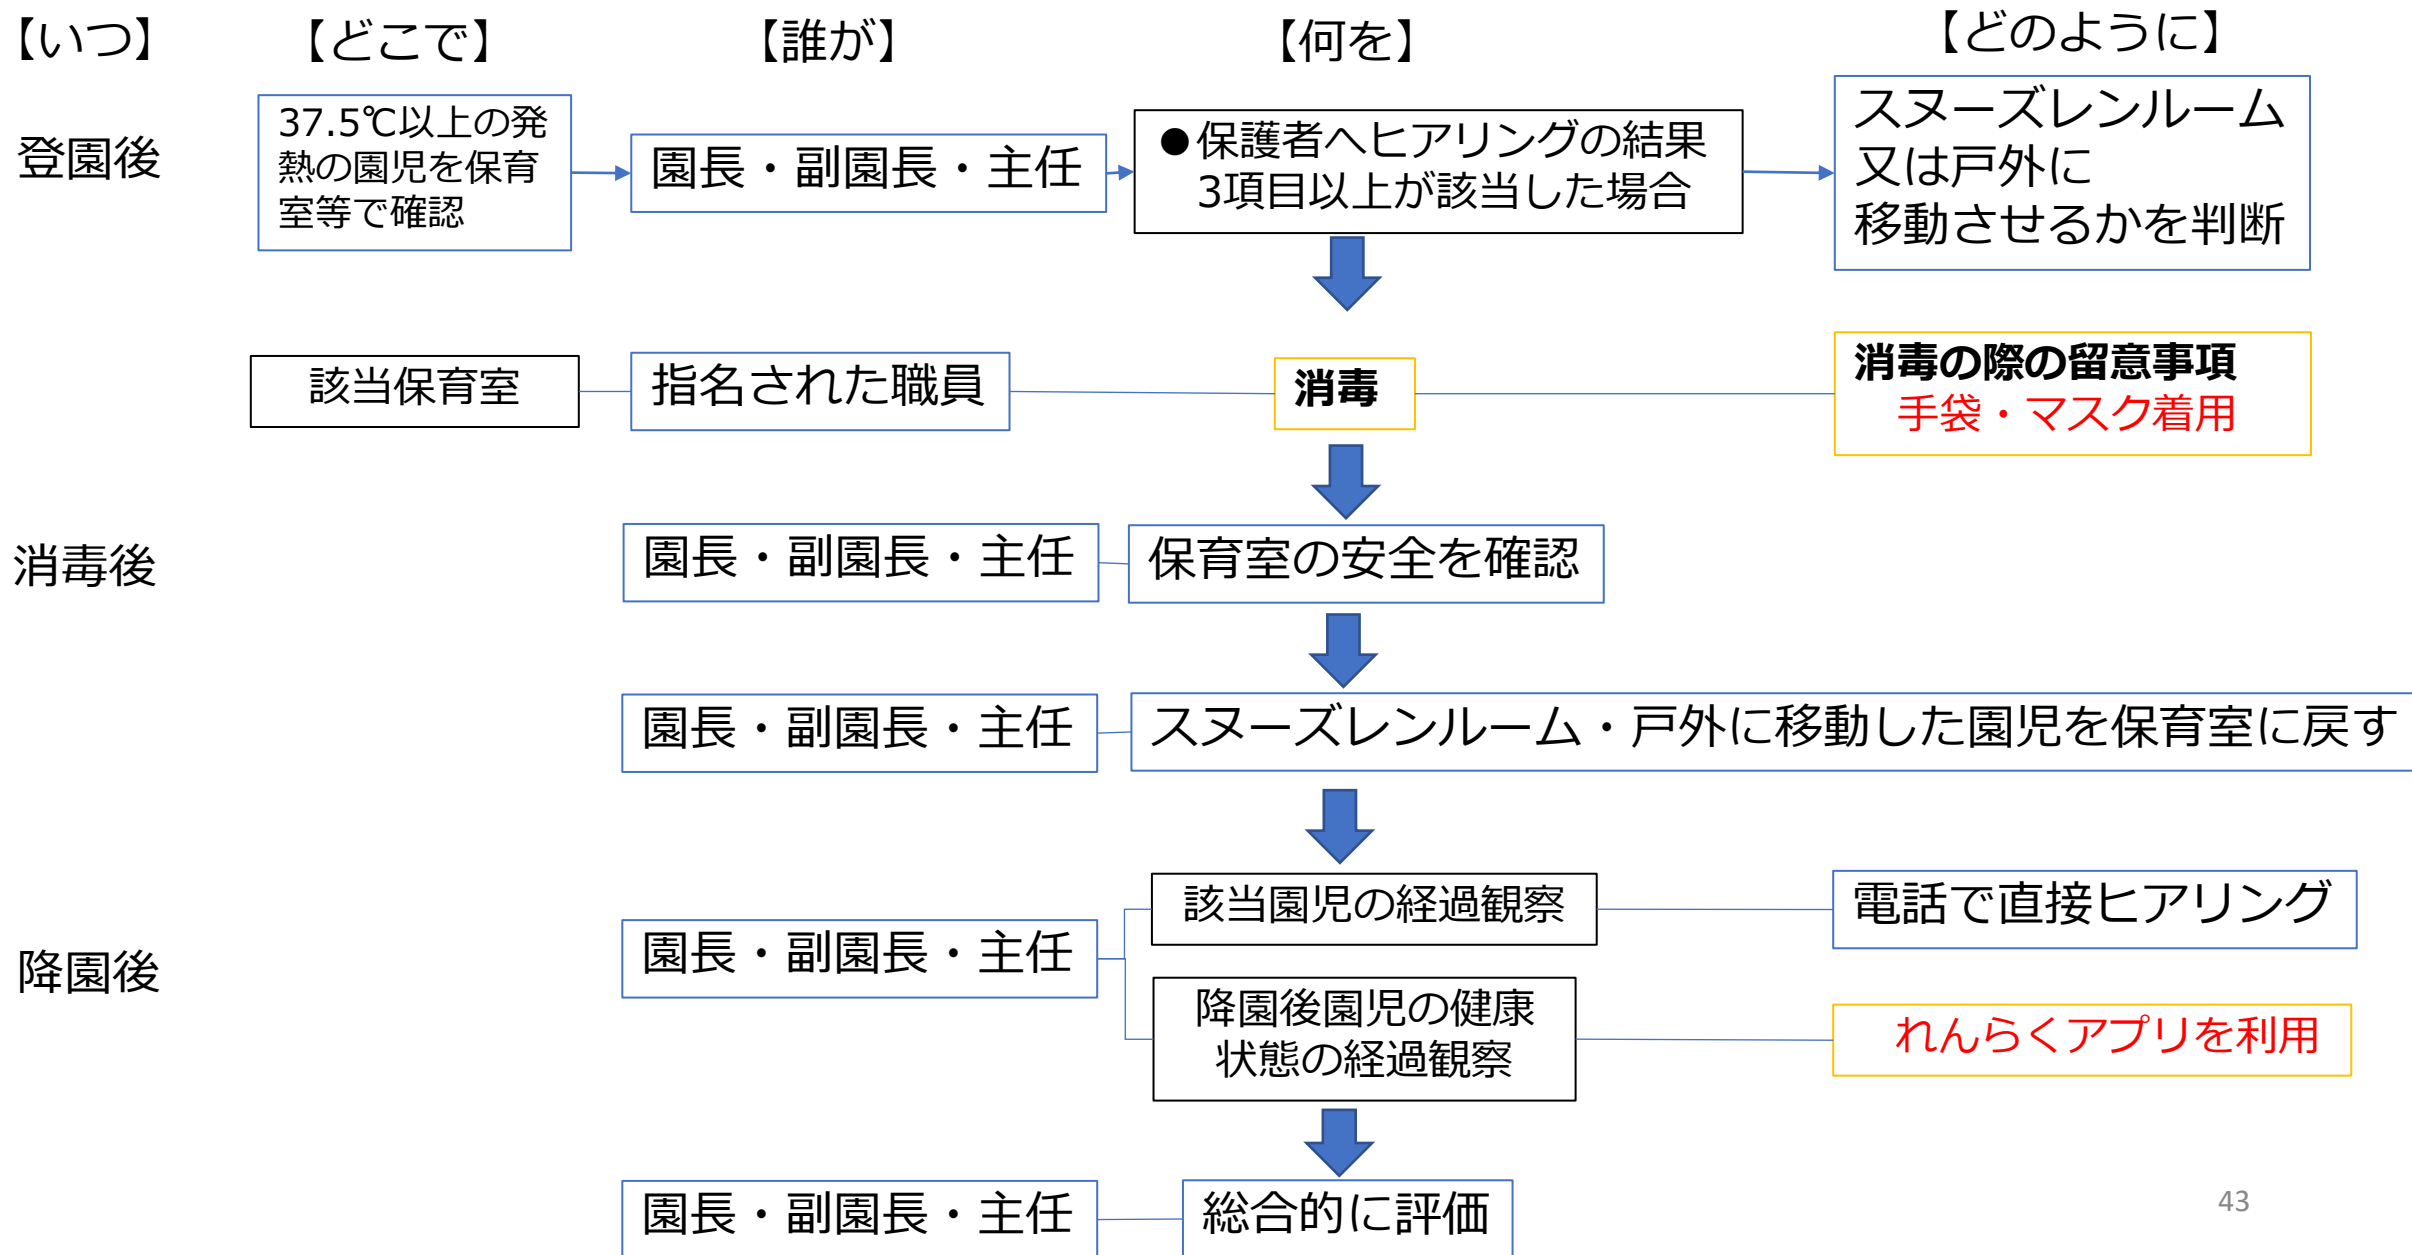 【いつ】
【どこで】
【誰が】
【何を】
【どのように】
登園後
37.5℃以上の発
熱の園児を保育
室等で確認
園長・副園長・主任
●保護者へヒアリングの結果
3項目以上が該当した場合
スヌーズレンルーム
又は戸外に
移動させるかを判断
該当保育室
指名された職員
消毒
消毒の際の留意事項
手袋・マスク着用
消毒後
園長・副園長・主任
保育室の安全を確認
園長・副園長・主任
スヌーズレンルーム・戸外に移動した園児を保育室に戻す
降園後
園長・副園長・主任
該当園児の経過観察
電話で直接ヒアリング
降園後園児の健康
状態の経過観察
れんらくアプリを利用
園長・副園長・主任
総合的に評価
43